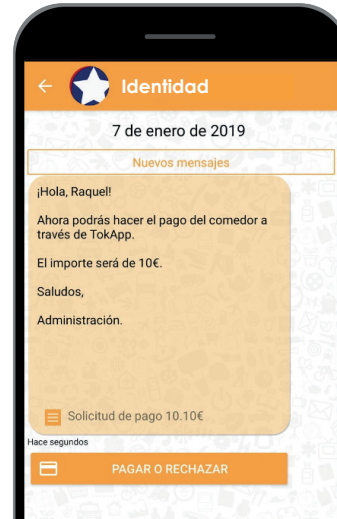 Identidad
7 de enero de 2019
Nuevos mensajes
¡Hola, Raquel!
Ahora podrás hacer el pago del comedor a
través de TokApp.
El importe será de 10€.
Saludos,
Administración.
Solicitud de pago 10.10€
Hace segundos
PAGAR O RECHAZAR